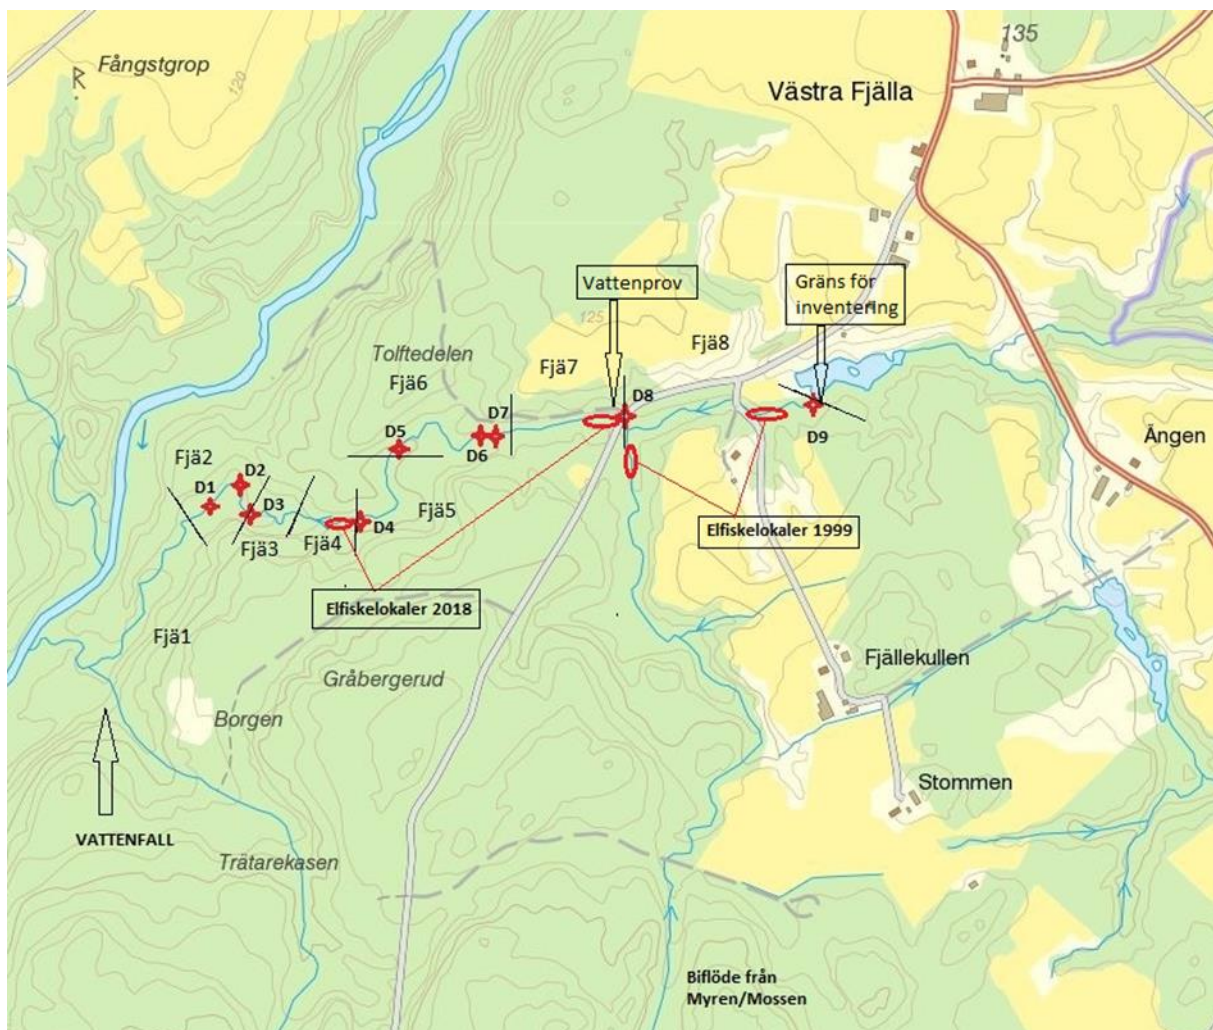 135
Fångstgrop
120
Västra Fjälla
Vattenprov
Gräns för
inventering
125
Fjä8
Tolftedelen
Fjä7
Fjä6
D8
D7
D9
D5
D6
Ängen
Fjä2
D2
D1
D3
Fjä5
D4
Elfiskelokaler 1999
Fjä4
Fjä3
Elfiskelokaler 2018
Fjä1
Fjällekullen
Gråbergerud
Borgen
Stommen
VATTENFALL
Trätarekasen
Biflöde från
Myren/Mossen